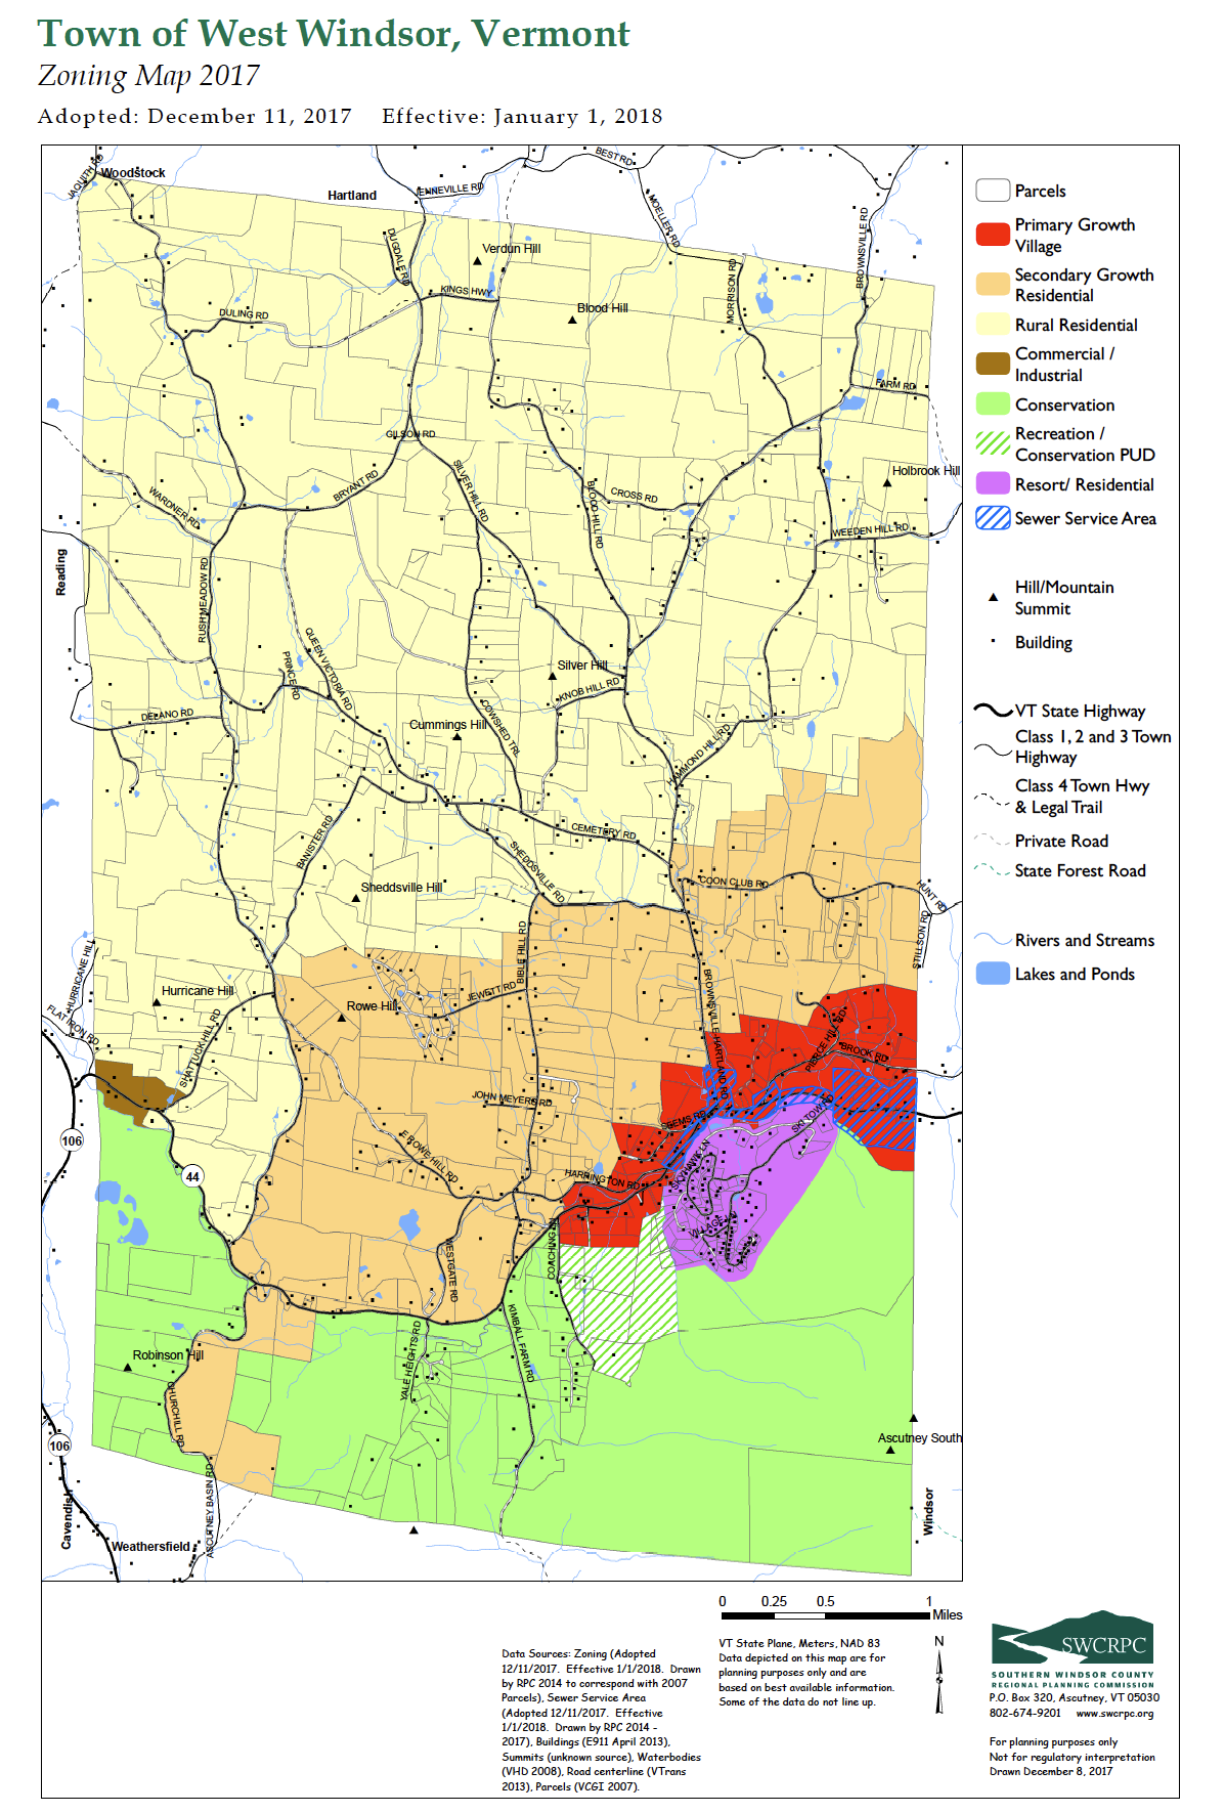 Town of West Windsor, Vermont
Zoning Map 2017
Adopted: December 11, 2017 Effective: January 1, 2018
JAQUITH RD
Woodstock
Hartland
JENNEVILLE RD
BEST RD
MOELLER RD
BROWNSVILLE RD
DUGDALE RD
Verdun Hill
KINGS HWY
MORRISON RD
Blood Hill
DULING RD
FARM RD
GILSON RD
Holbrook Hill
SILVER HILL RD
BRYANT RD
WARDNER RD
BLOOD HILL RD
CROSS RD
WEEDEN HILL RD
Reading
RUSH MEADOW RD
QUEEN VICTORIA RD
PRINCE RD
Silver Hill
KNOB HILL RD
DELANO RD
Cummings Hill
COWSHED TRL
HAMMOND HILL RD
BANISTER RD
CEMETERY RD
SHEDDSVILLE RD
Sheddsville Hill
COON CLUB RD
HUNT RD
STILLSON RD
HURRICANE HILL
BIBLE HILL RD
Hurricane Hill
JEWETT RD
Rowe Hill
FLAT IRON RD
SHATTUCK HILL RD
BROWNSVILLE-HARTLAND RD
PIERCE HILL RD
BROOK RD
JOHN MEYERS RD
106
SKI TOW RD
E ROWE HILL RD
44
HARRINGTON RD
WESTGATE RD
KIMBALL FARM RD
YALE HEIGHTS RD
Robinson Hill
CHURCHILL RD
106
Ascutney South
ASCUTNEY BASIN RD
Cavendish
Weathersfield
Windsor
Parcels
Primary Growth
Village
Secondary Growth
Residential
Rural Residential
Commercial /
Industrial
Conservation
Recreation /
Conservation PUD
Resort/ Residential
Sewer Service Area
Hill/Mountain
Summit
Building
VT State Highway
Class 1, 2 and 3 Town
Highway
Class 4 Town Hwy
& Legal Trail
Private Road
State Forest Road
Rivers and Streams
Lakes and Ponds
0 0.25 0.5 1
Miles
Data Sources: Zoning (Adopted
12/11/2017. Effective 1/1/2018. Drawn
by RPC 2014 to correspond with 2007
Parcels), Sewer Service Area
(Adopted 12/11/2017. Effective
1/1/2018. Drawn by RPC 2014 -
2017), Buildings (E911 April 2013),
Summits (unknown source), Waterbodies
(VHD 2008), Road centerline (VTrans
2013), Parcels (VCGI 2007).
VT State Plane, Meters, NAD 83
Data depicted on this map are for
planning purposes only and are
based on best available information.
Some of the data do not line up.
N
SWCRPC
SOUTHERN WINDSOR COUNTY
REGIONAL PLANNING COMMISSION
P.O. Box 320, Ascutney, VT 05030
802-674-9201 www.swcrpc.org
For planning purposes only
Not for regulatory interpretation
Drawn December 8, 2017